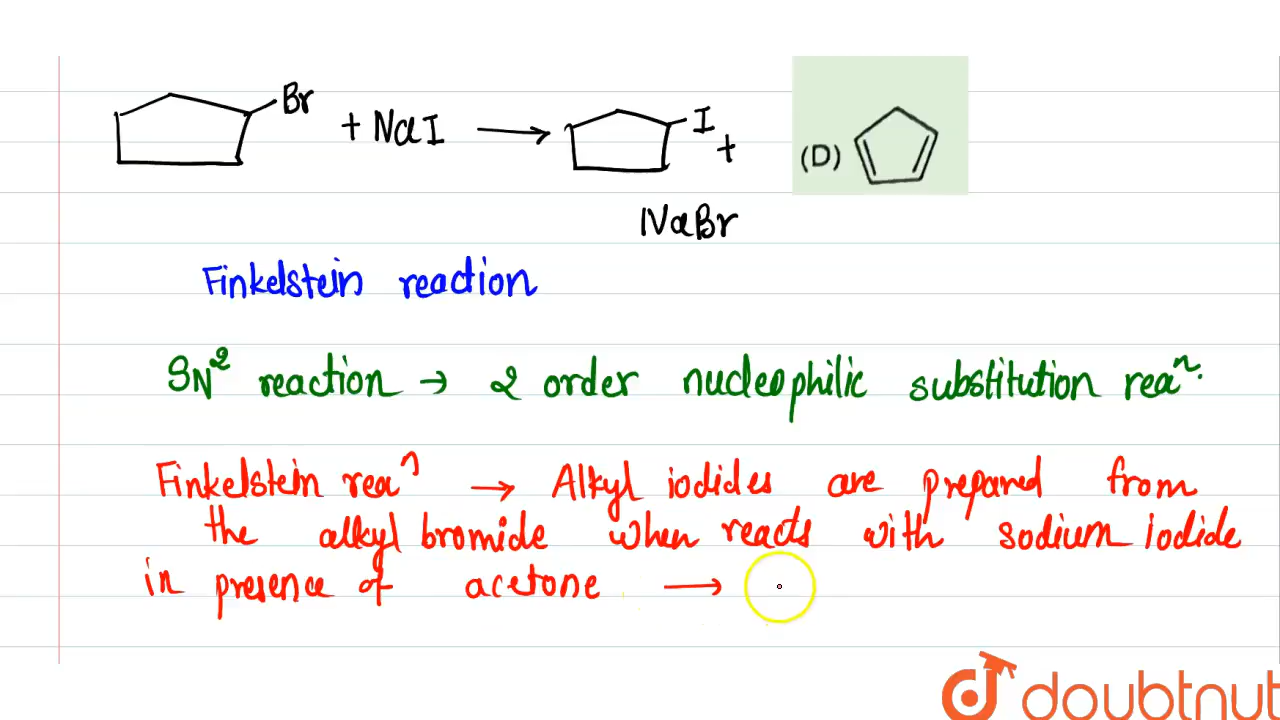 Br
+ NaI → I +
(D)
NaBr
Finkelstein reaction
SN2 reaction → 2 order nucleophilic substitution rea^n.
Finkelstein rea^n → Alkyl iodides are prepared from
the alkyl bromide when reacts with sodium iodide
in presence of acetone →
doubtnut